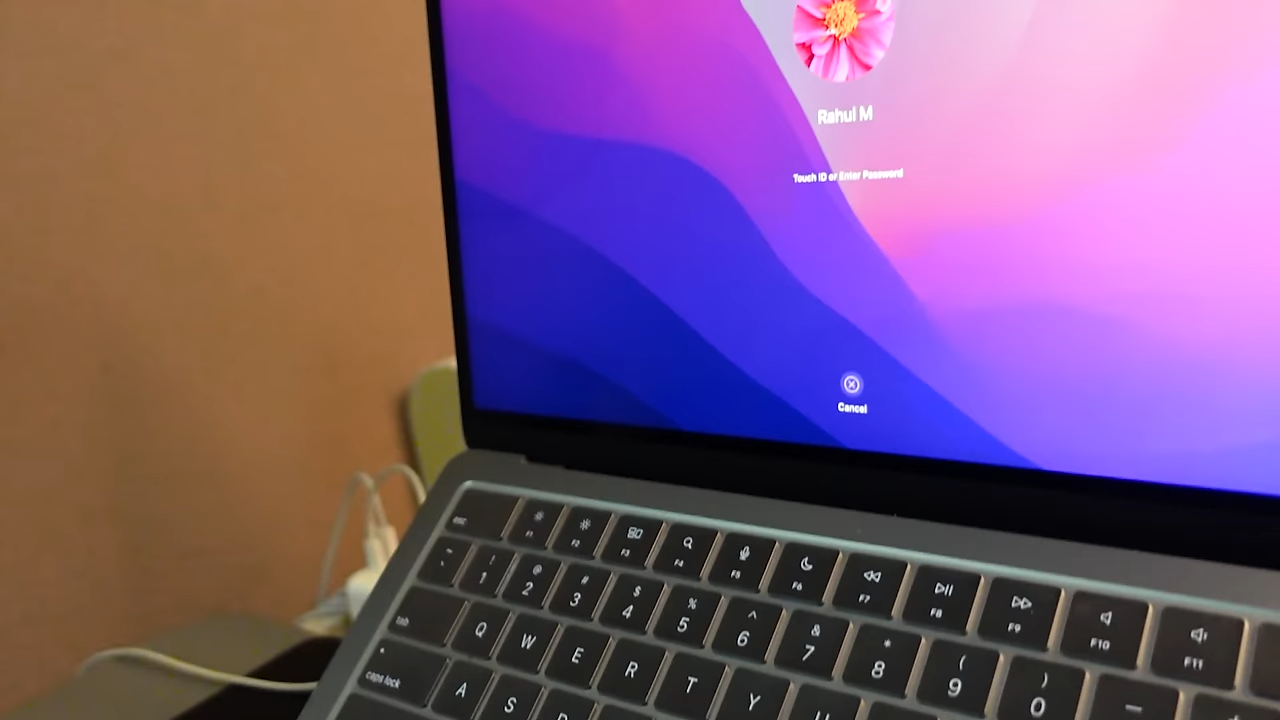 Rahul M
Touch ID or Enter Password
Cancel
esc F1 F2 F3 F4 F5 F6 F7 F8 F9 F10 F11
~ ` ! 1 @ 2 # 3 $ 4 % 5 ^ 6 & 7 * 8 ( 9 ) 0 —
tab Q W E R T Y
caps lock A S